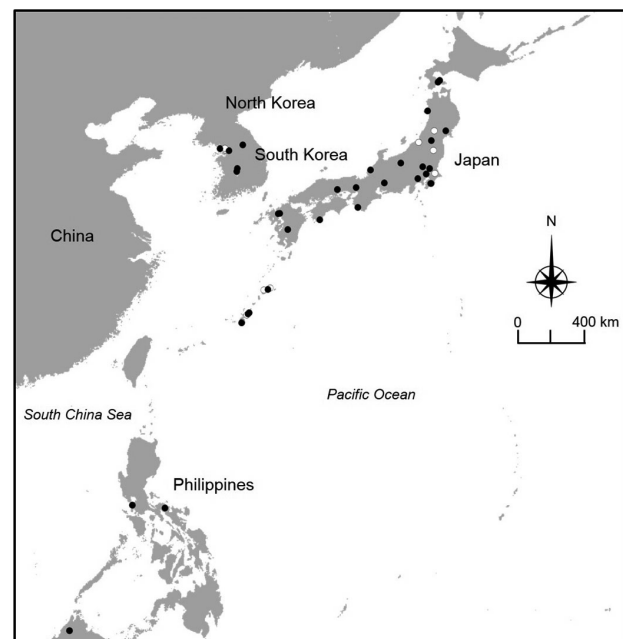 North Korea
South Korea
Japan
China
N
0 400 km
Pacific Ocean
South China Sea
Philippines